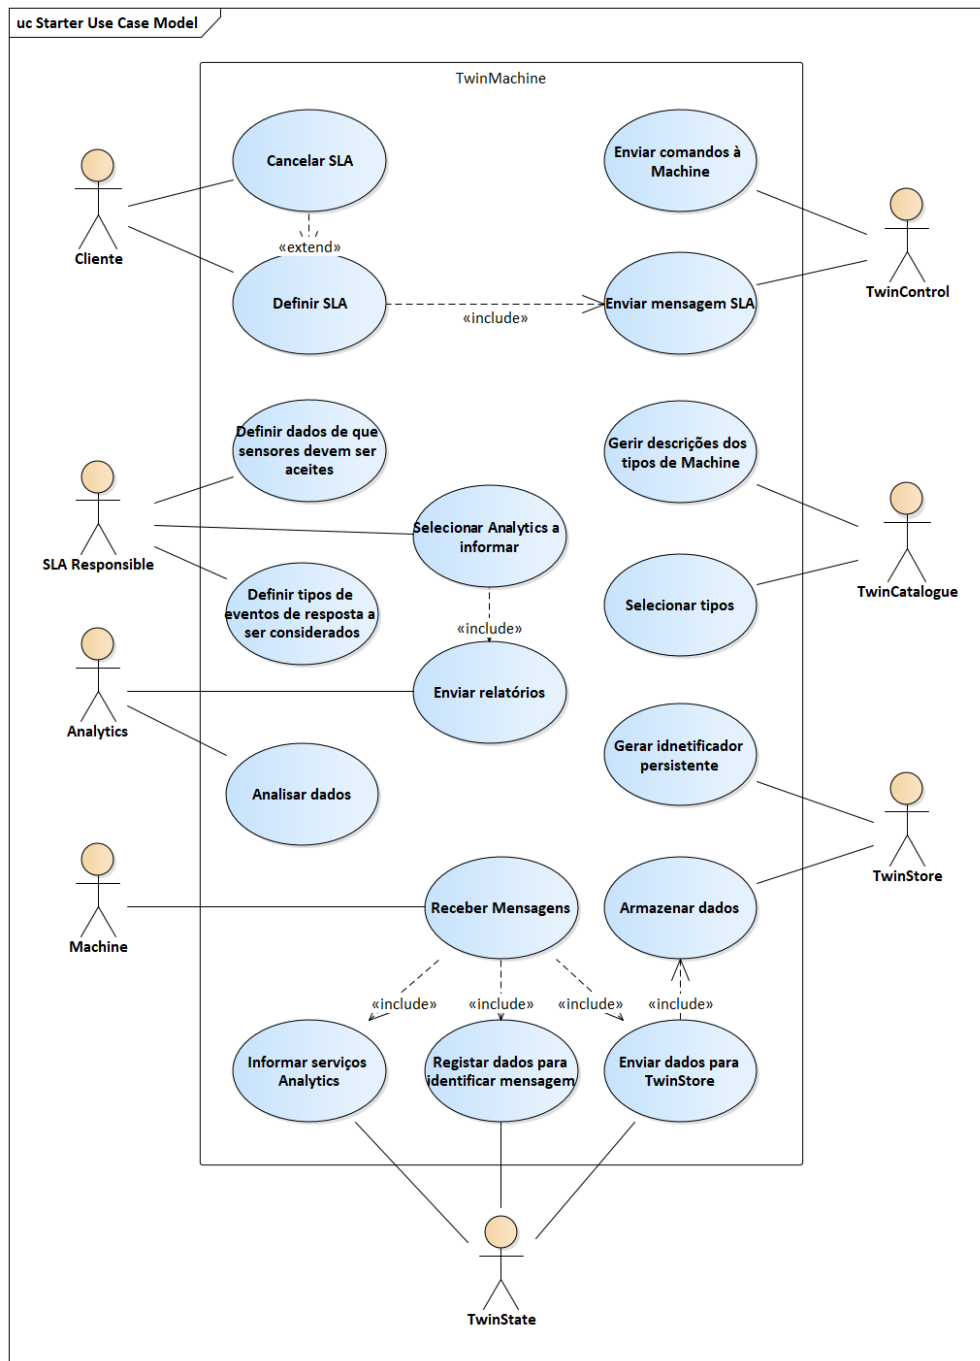 uc Starter Use Case Model
TwinMachine
Cancelar SLA
Enviar comandos à
Machine
Cliente
«extend»
TwinControl
Definir SLA
Enviar mensagem SLA
«include»
Definir dados de que
sensores devem ser
aceites
Gerir descrições dos
tipos de Machine
Selecionar Analytics a
informar
SLA Responsible
TwinCatalogue
Definir tipos de
eventos de resposta a
ser considerados
Selecionar tipos
«include»
Enviar relatórios
Analytics
Gerar idnetificador
persistente
Analisar dados
TwinStore
Receber Mensagens
Armazenar dados
Machine
«include»
«include»
«include»
«include»
Informar serviços
Analytics
Registar dados para
identificar mensagem
Enviar dados para
TwinStore
TwinState